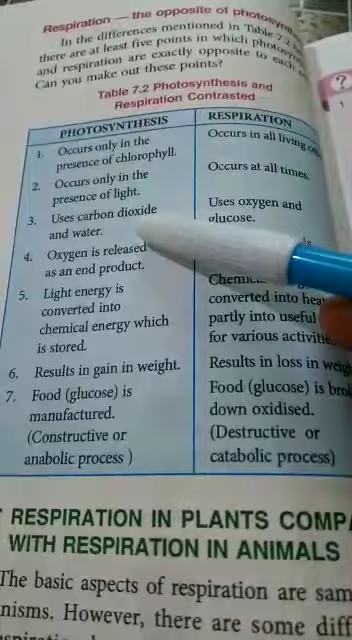 Respiration — the opposite of photosyn
In the differences mentioned in Table 7.2
there are at least five points in which photosy
and respiration are exactly opposite to each
Can you make out these points?
?
1
Table 7.2 Photosynthesis and
Respiration Contrasted
PHOTOSYNTHESIS
1. Occurs only in the
presence of chlorophyll.
2. Occurs only in the
presence of light.
3. Uses carbon dioxide
and water.
4. Oxygen is released
as an end product.
5. Light energy is
converted into
chemical energy which
is stored.
6. Results in gain in weight.
7. Food (glucose) is
manufactured.
(Constructive or
anabolic process )
RESPIRATION
Occurs in all living
Occurs at all times.
Uses oxygen and
glucose.
Chemic
converted into hea
partly into useful
for various activitie
Results in loss in weig
Food (glucose) is bro
down oxidised.
(Destructive or
catabolic process)
RESPIRATION IN PLANTS COMPA
WITH RESPIRATION IN ANIMALS
The basic aspects of respiration are sam
nisms. However, there are some diff